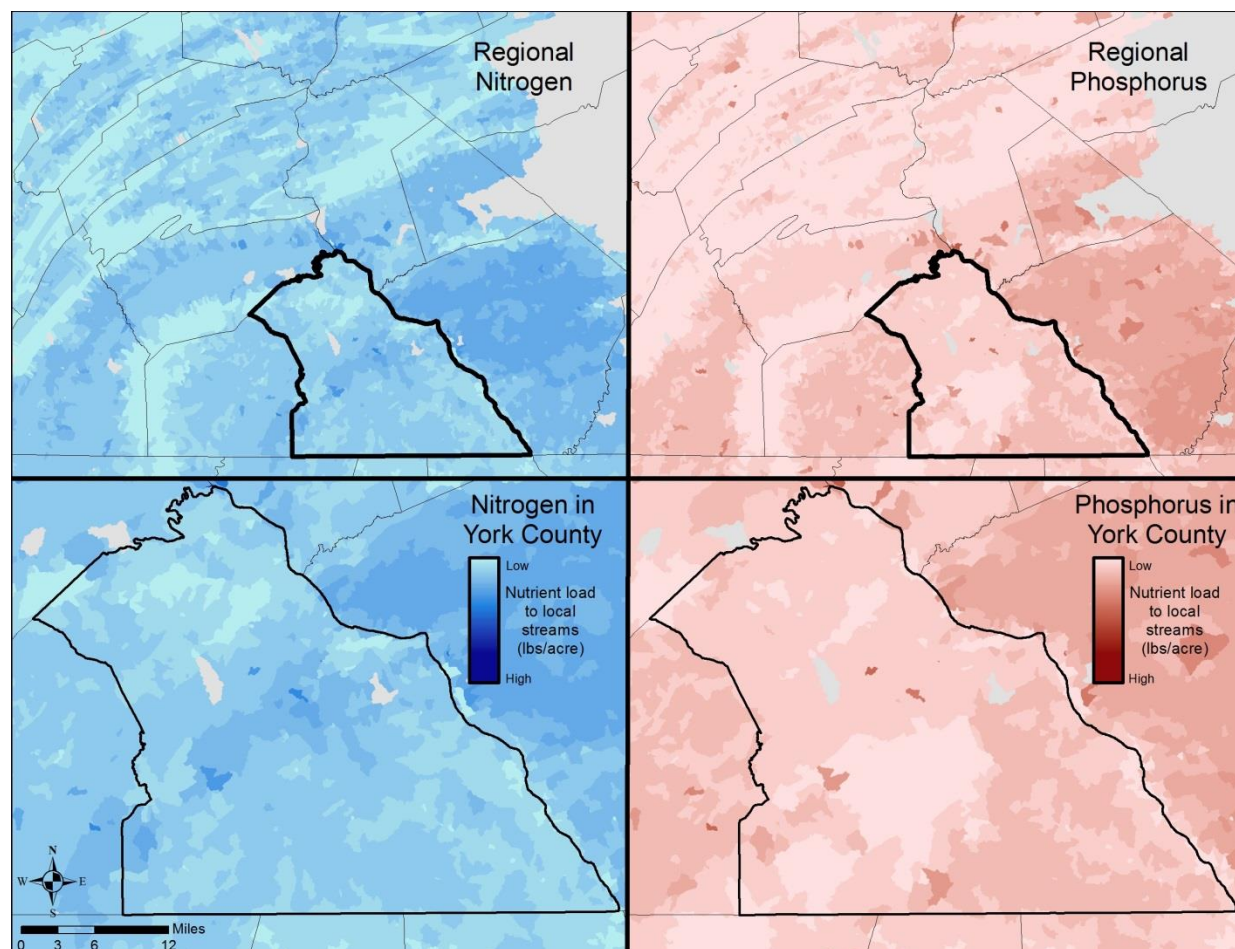 Regional
Nitrogen
Regional
Phosphorus
Nitrogen in
York County
Low
Nutrient load
to local
streams
(lbs/acre)
High
Phosphorus in
York County
Low
Nutrient load
to local
streams
(lbs/acre)
High
N
W E
S
Miles
0 3 6 12